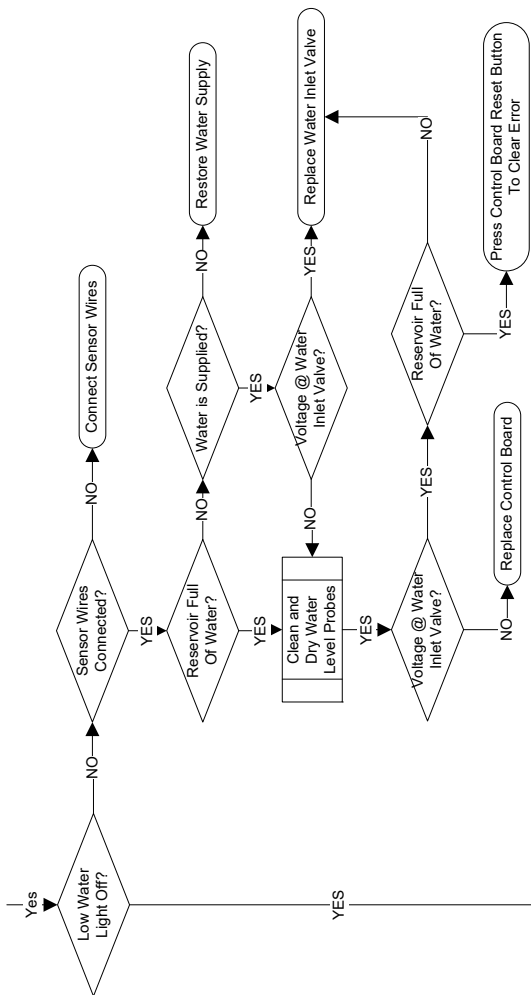 Yes
Low Water
Light Off?
NO
YES
Sensor Wires
Connected?
NO
Connect Sensor Wires
YES
Reservoir Full
Of Water?
NO
Water is Supplied?
NO
Restore Water Supply
YES
YES
Clean and
Dry Water
Level Probes
NO
Voltage @ Water
Inlet Valve?
YES
Replace Water Inlet Valve
YES
Voltage @ Water
Inlet Valve?
YES
Reservoir Full
Of Water?
NO
NO
Replace Control Board
YES
Press Control Board Reset Button
To Clear Error